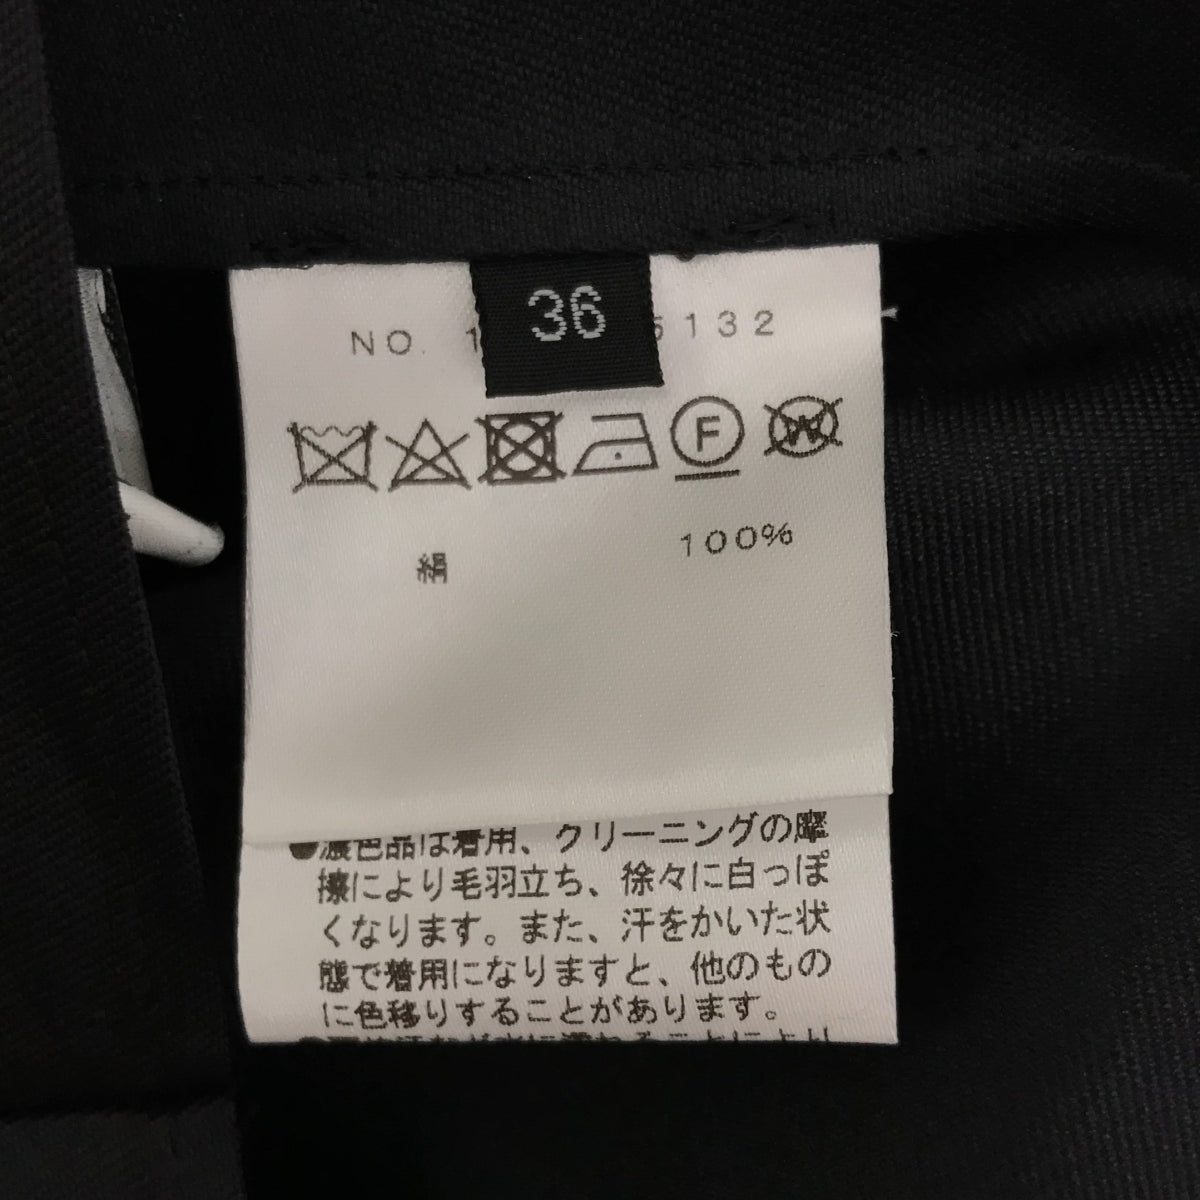 36
NO. 1 5132
F
W
絹 100%
●濃色品は着用、クリーニングの摩
擦により毛羽立ち、徐々に白っぽ
くなります。また、汗をかいた状
態で着用になりますと、他のもの
に色移りすることがあります。